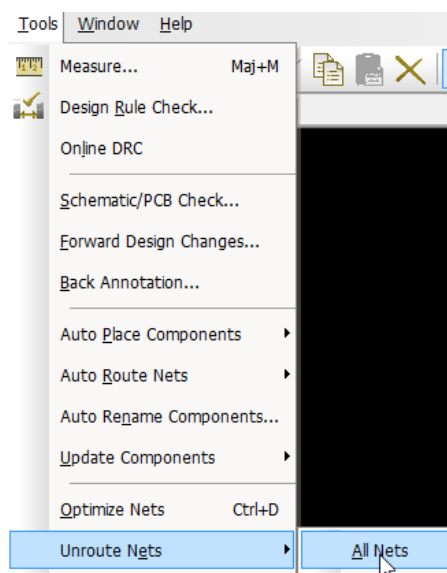 Tools Window Help
Measure... Maj+M
Design Rule Check...
Online DRC
Schematic/PCB Check...
Forward Design Changes...
Back Annotation...
Auto Place Components
Auto Route Nets
Auto Rename Components...
Update Components
Optimize Nets Ctrl+D
Unroute Nets All Nets